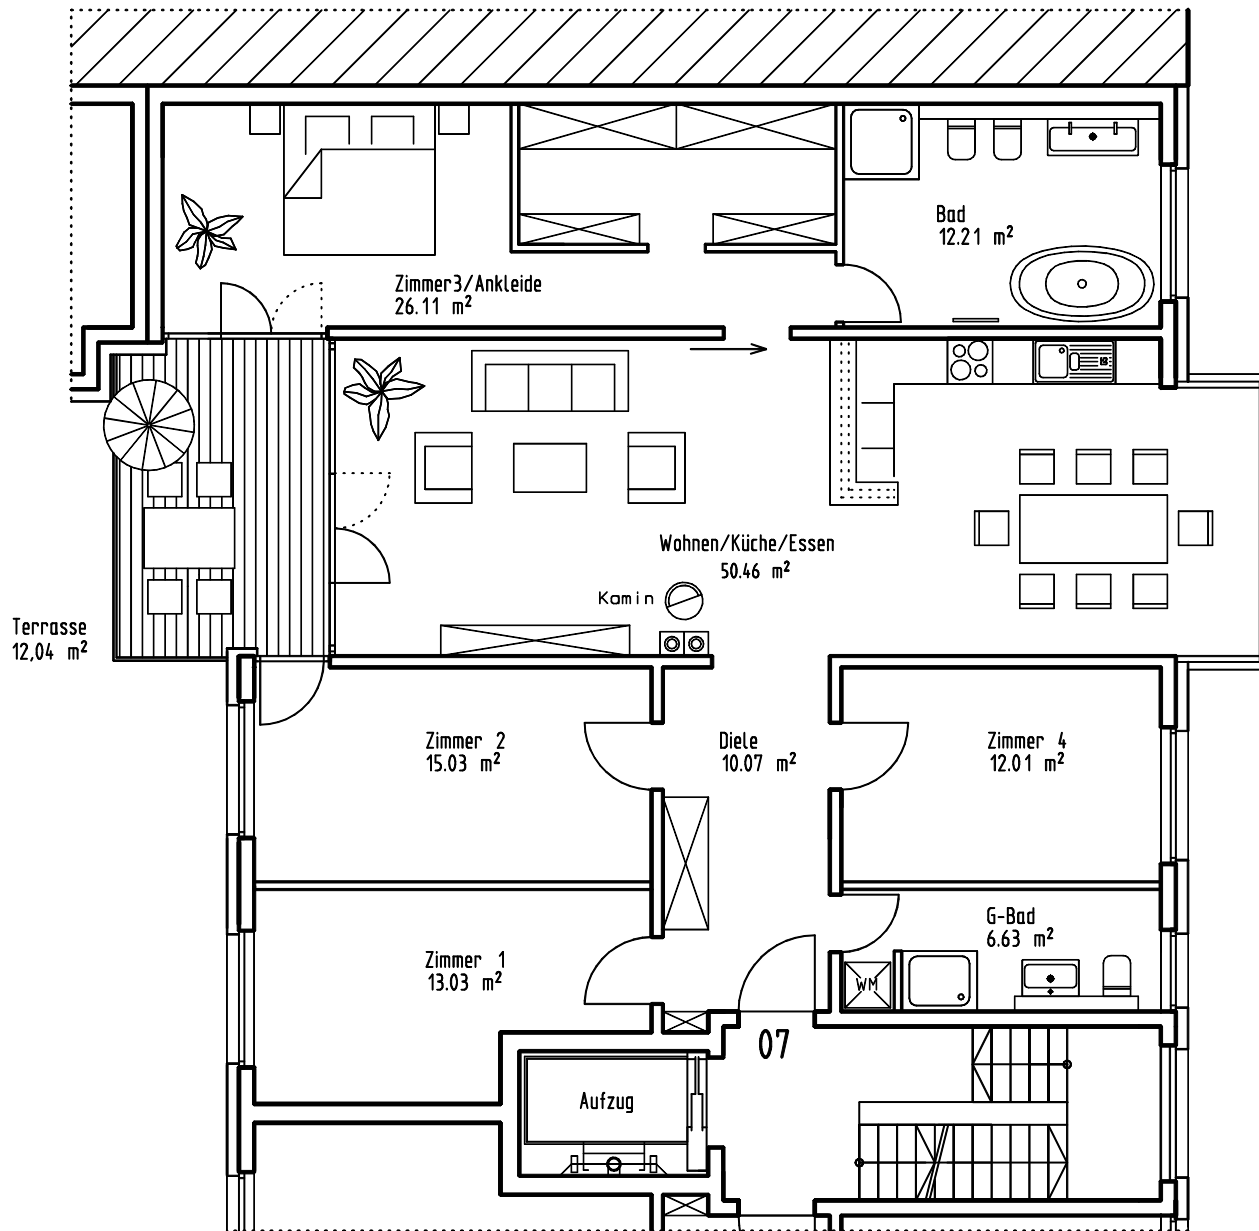 Bad
12.21 m²
Zimmer3/Ankleide
26.11 m²
Wohnen/Küche/Essen
50.46 m²
Kamin
Terrasse
12,04 m²
Zimmer 2
15.03 m²
Diele
10.07 m²
Zimmer 4
12.01 m²
G-Bad
6.63 m²
Zimmer 1
13.03 m²
WM
07
Aufzug